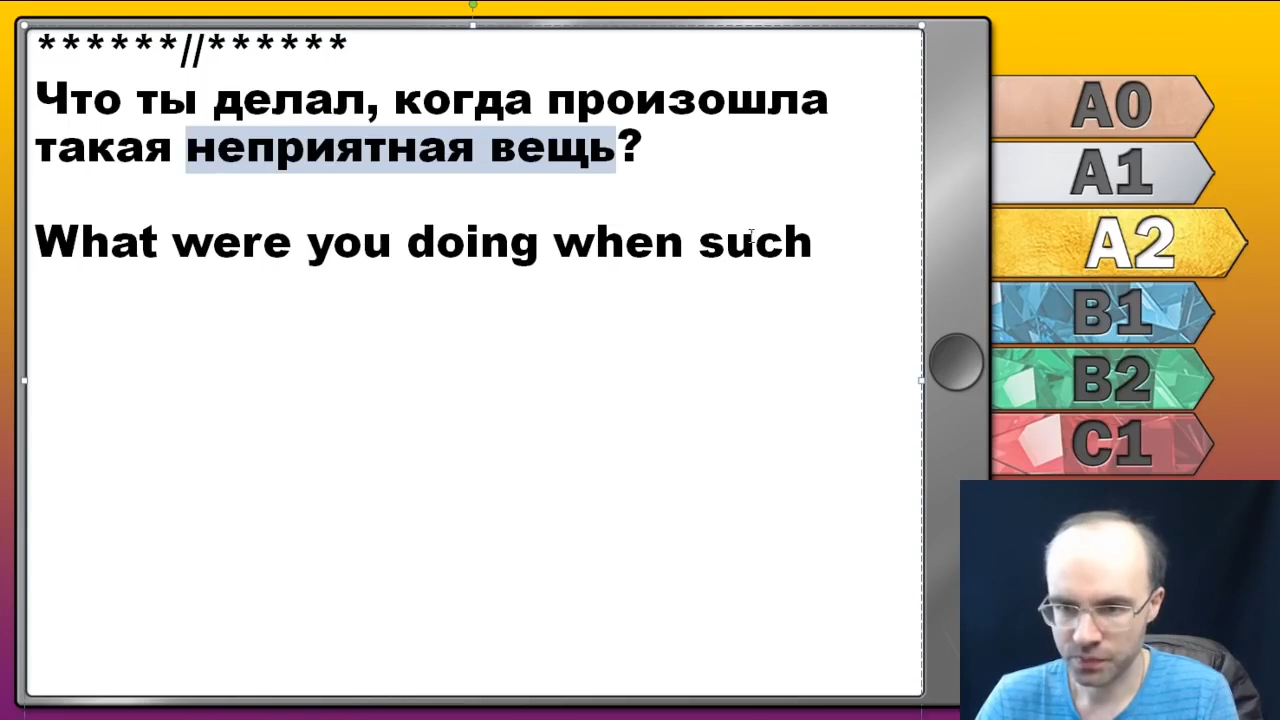 ******//******
Что ты делал, когда произошла
такая неприятная вещь?
What were you doing when such
A0
A1
A2
B1
B2
C1